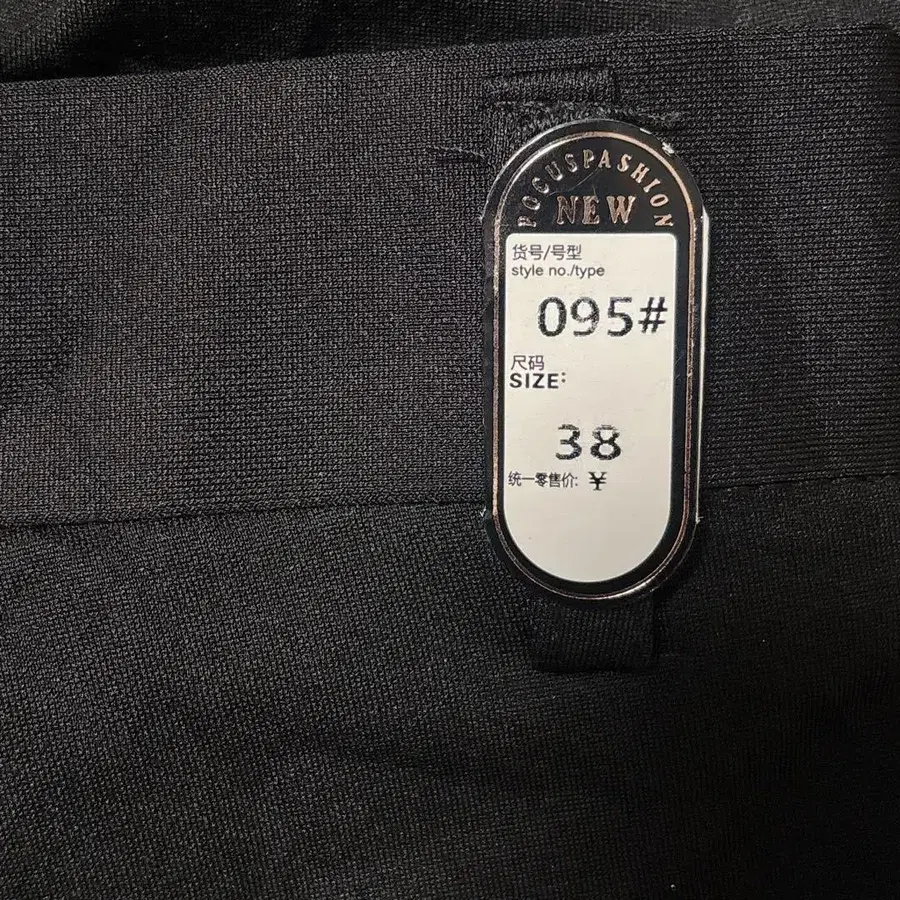 POCUSPASHION
NEW
货号/号型
style no./type
095#
尺码
SIZE:
38
统一零售价: ¥